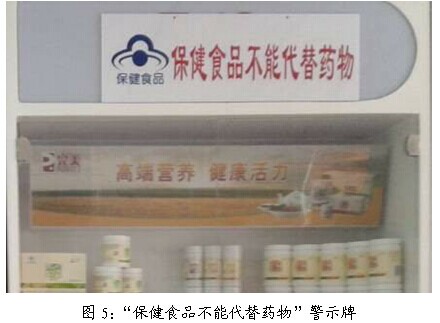 保健食品不能代替药物
保健食品
高端营养 健康活力
图 5:“保健食品不能代替药物”警示牌